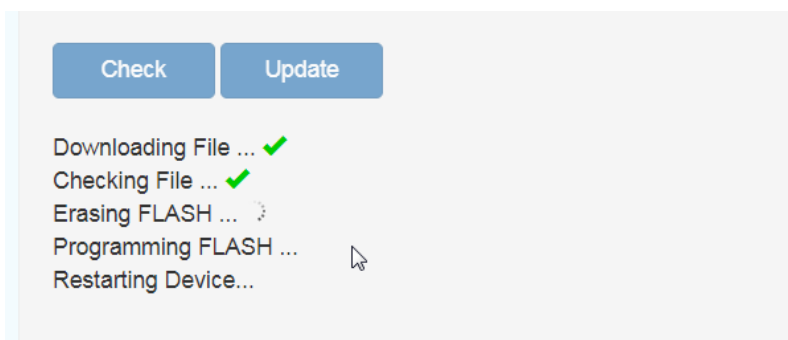 Check Update
Downloading File ...
Checking File ...
Erasing FLASH ...
Programming FLASH ...
Restarting Device...